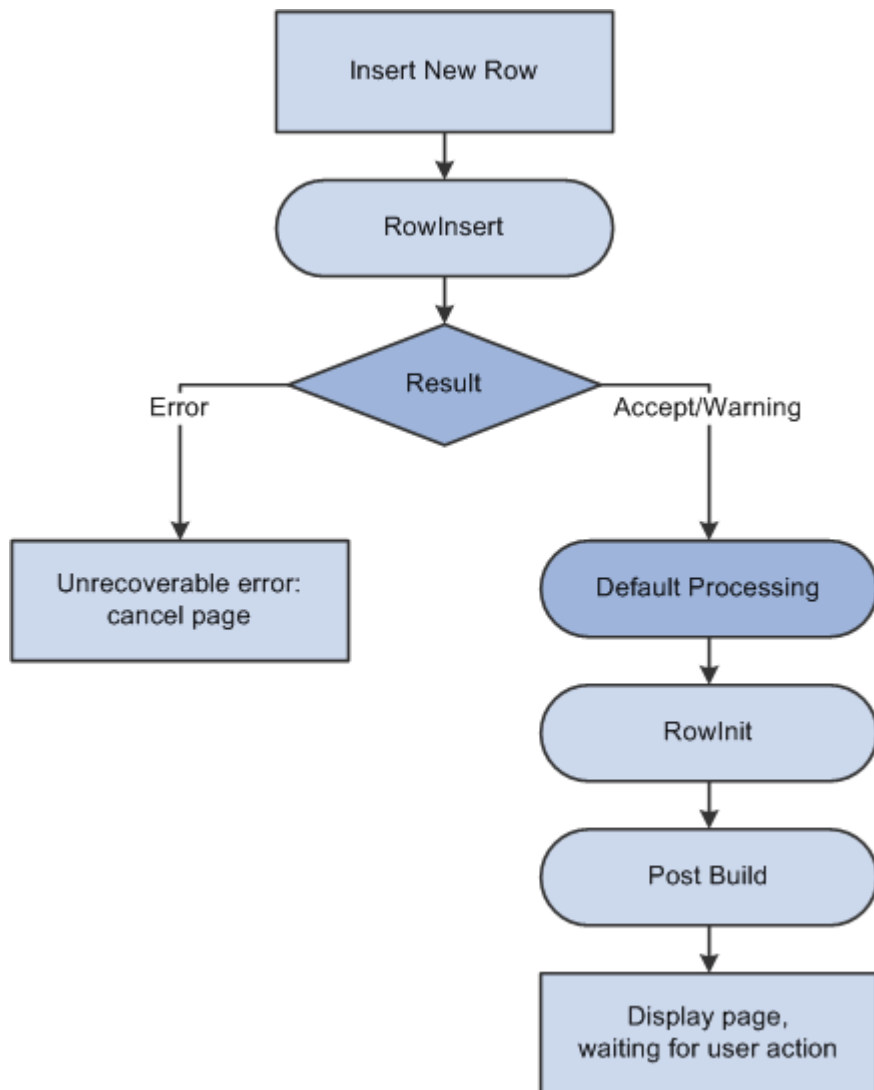 Insert New Row
RowInsert
Result
Error
Accept/Warning
Unrecoverable error:
cancel page
Default Processing
RowInit
Post Build
Display page,
waiting for user action